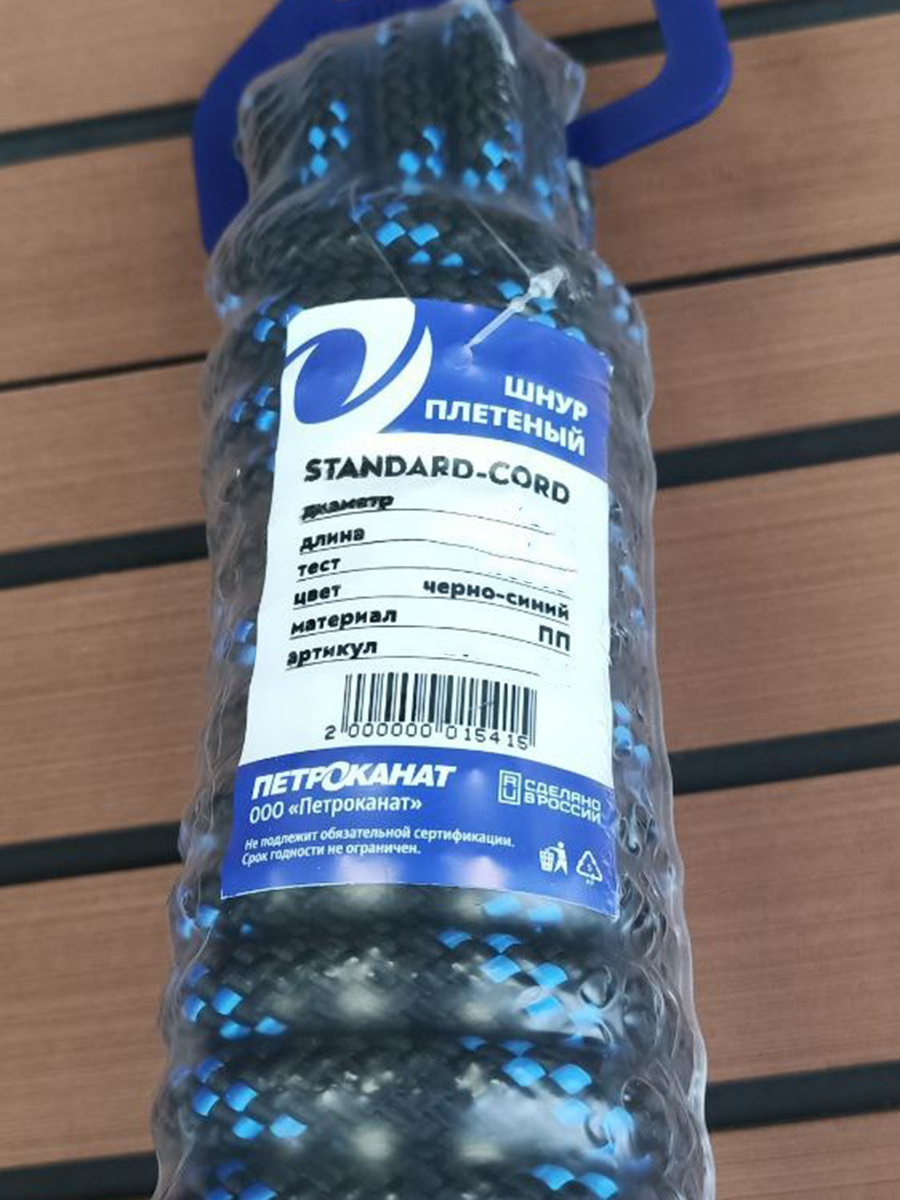 ШНУР
ПЛЕТЕНЫЙ
STANDARD-CORD
диаметр
длина
тест
цвет черно-синий
материал ПП
артикул
2 000000 015415
ПЕТРОКАНАТ
ООО «Петроканат»
СДЕЛАНО
В РОССИИ
Не подлежит обязательной сертификации.
Срок годности не ограничен.